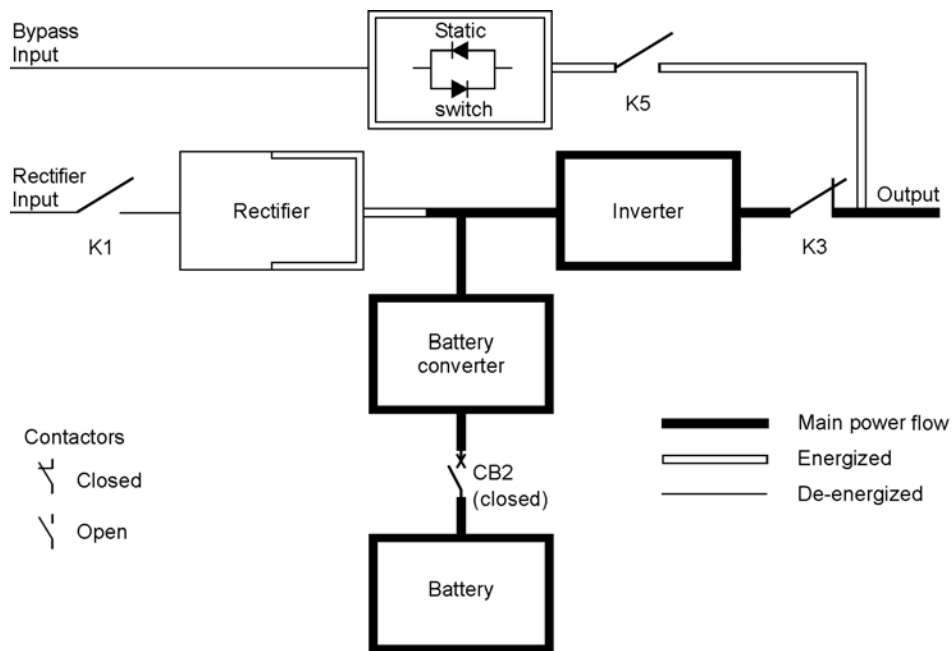 Bypass
Input
Static
switch
K5
Rectifier
Input
K1
Rectifier
Inverter
K3
Output
Battery
converter
CB2
(closed)
Battery
Contactors
Closed
Open
Main power flow
Energized
De-energized